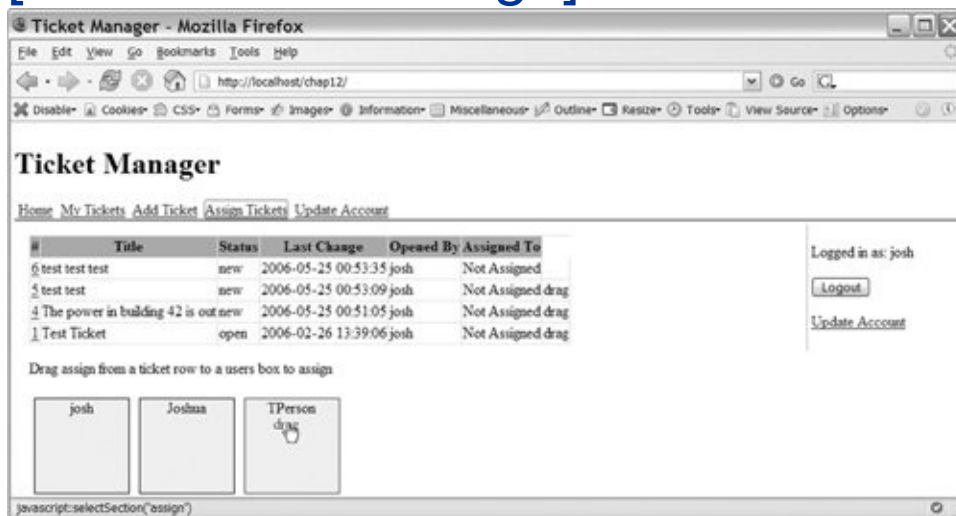 Ticket Manager - Mozilla Firefox
File Edit View Go Bookmarks Tools Help
http://localhost/chap12/ Go
Disable Cookies CSS Forms Images Information Miscellaneous Outline Resize Tools View Source Options
Ticket Manager
Home My Tickets Add Ticket Assign Tickets Update Account
# Title Status Last Change Opened By Assigned To
6 test test test new 2006-05-25 00:53:35 josh Not Assigned
5 test test new 2006-05-25 00:53:09 josh Not Assigned drag
4 The power in building 42 is out new 2006-05-25 00:51:05 josh Not Assigned drag
1 Test Ticket open 2006-02-26 13:39:06 josh Not Assigned drag
Logged in as: josh
Logout
Update Account
Drag assign from a ticket row to a users box to assign
josh Joshua TPerson
drag
javascript:selectSection("assign")